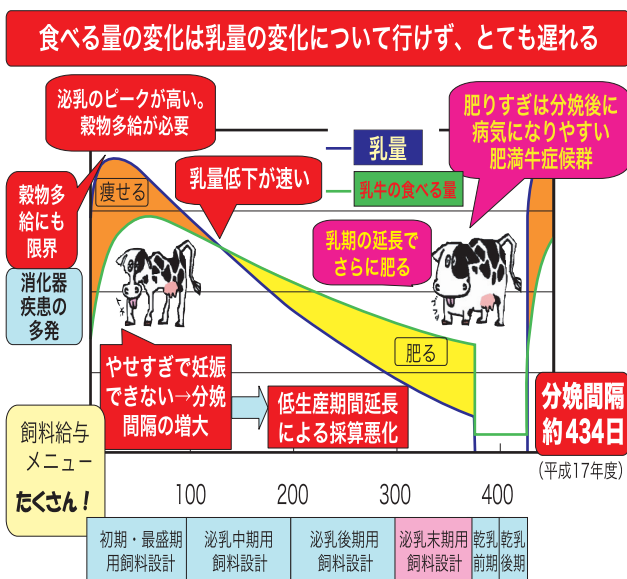 食べる量の変化は乳量の変化について行けず、とても遅れる
泌乳のピークが高い。
穀物多給が必要
肥りすぎは分娩後に
病気になりやすい
肥満牛症候群
乳量
乳牛の食べる量
乳量低下が速い
痩せる
穀物多
給にも
限界
消化器
疾患の
多発
乳期の延長で
さらに肥る
肥る
やせすぎで妊娠
できない→分娩
間隔の増大
低生産期間延長
による採算悪化
分娩間隔
約434日
(平成17年度)
飼料給与
メニュー
たくさん!
100
200
300
400
初期・最盛期
用飼料設計
泌乳中期用
飼料設計
泌乳後期用
飼料設計
泌乳末期用
飼料設計
乾乳
前期
乾乳
後期